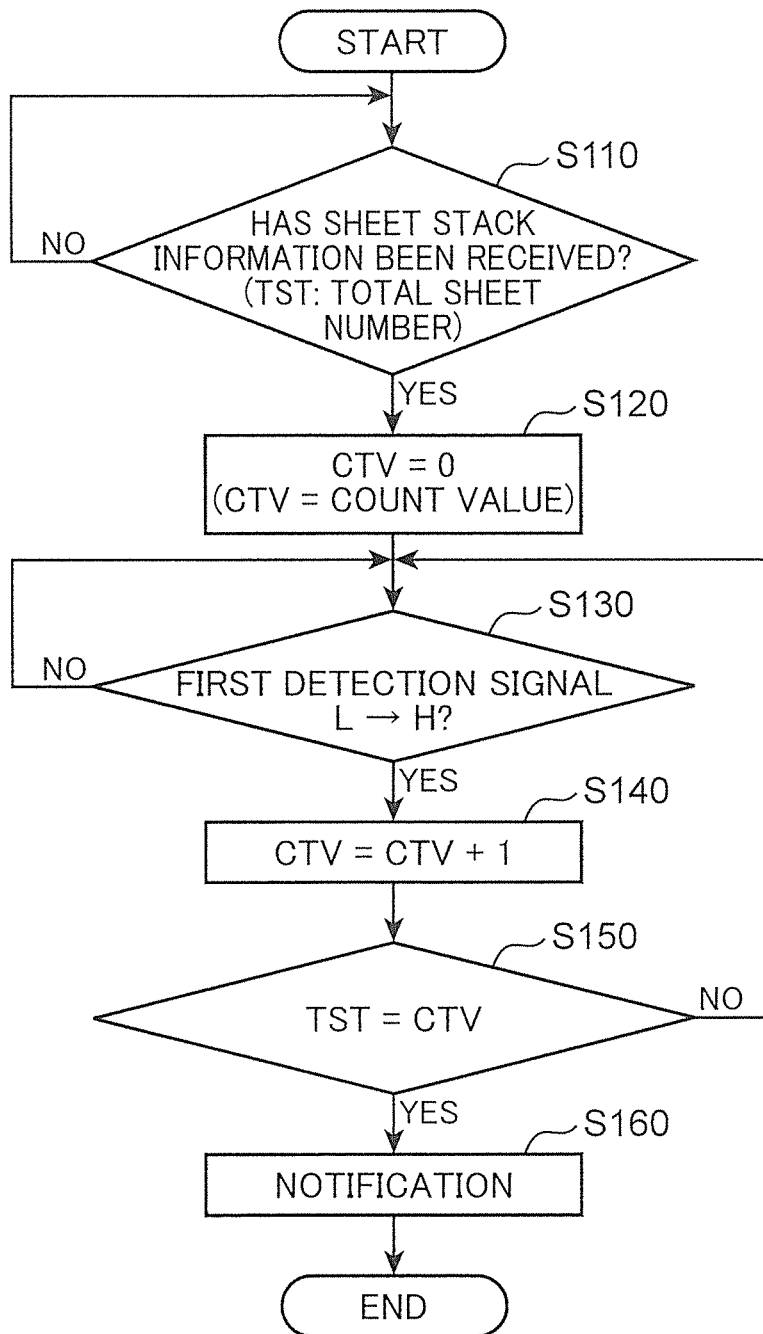 START
S110
NO
HAS SHEET STACK
INFORMATION BEEN RECEIVED?
(TST: TOTAL SHEET
NUMBER)
YES
S120
CTV = 0
(CTV = COUNT VALUE)
S130
NO
FIRST DETECTION SIGNAL
L → H?
YES
S140
CTV = CTV + 1
S150
TST = CTV
NO
YES
S160
NOTIFICATION
END